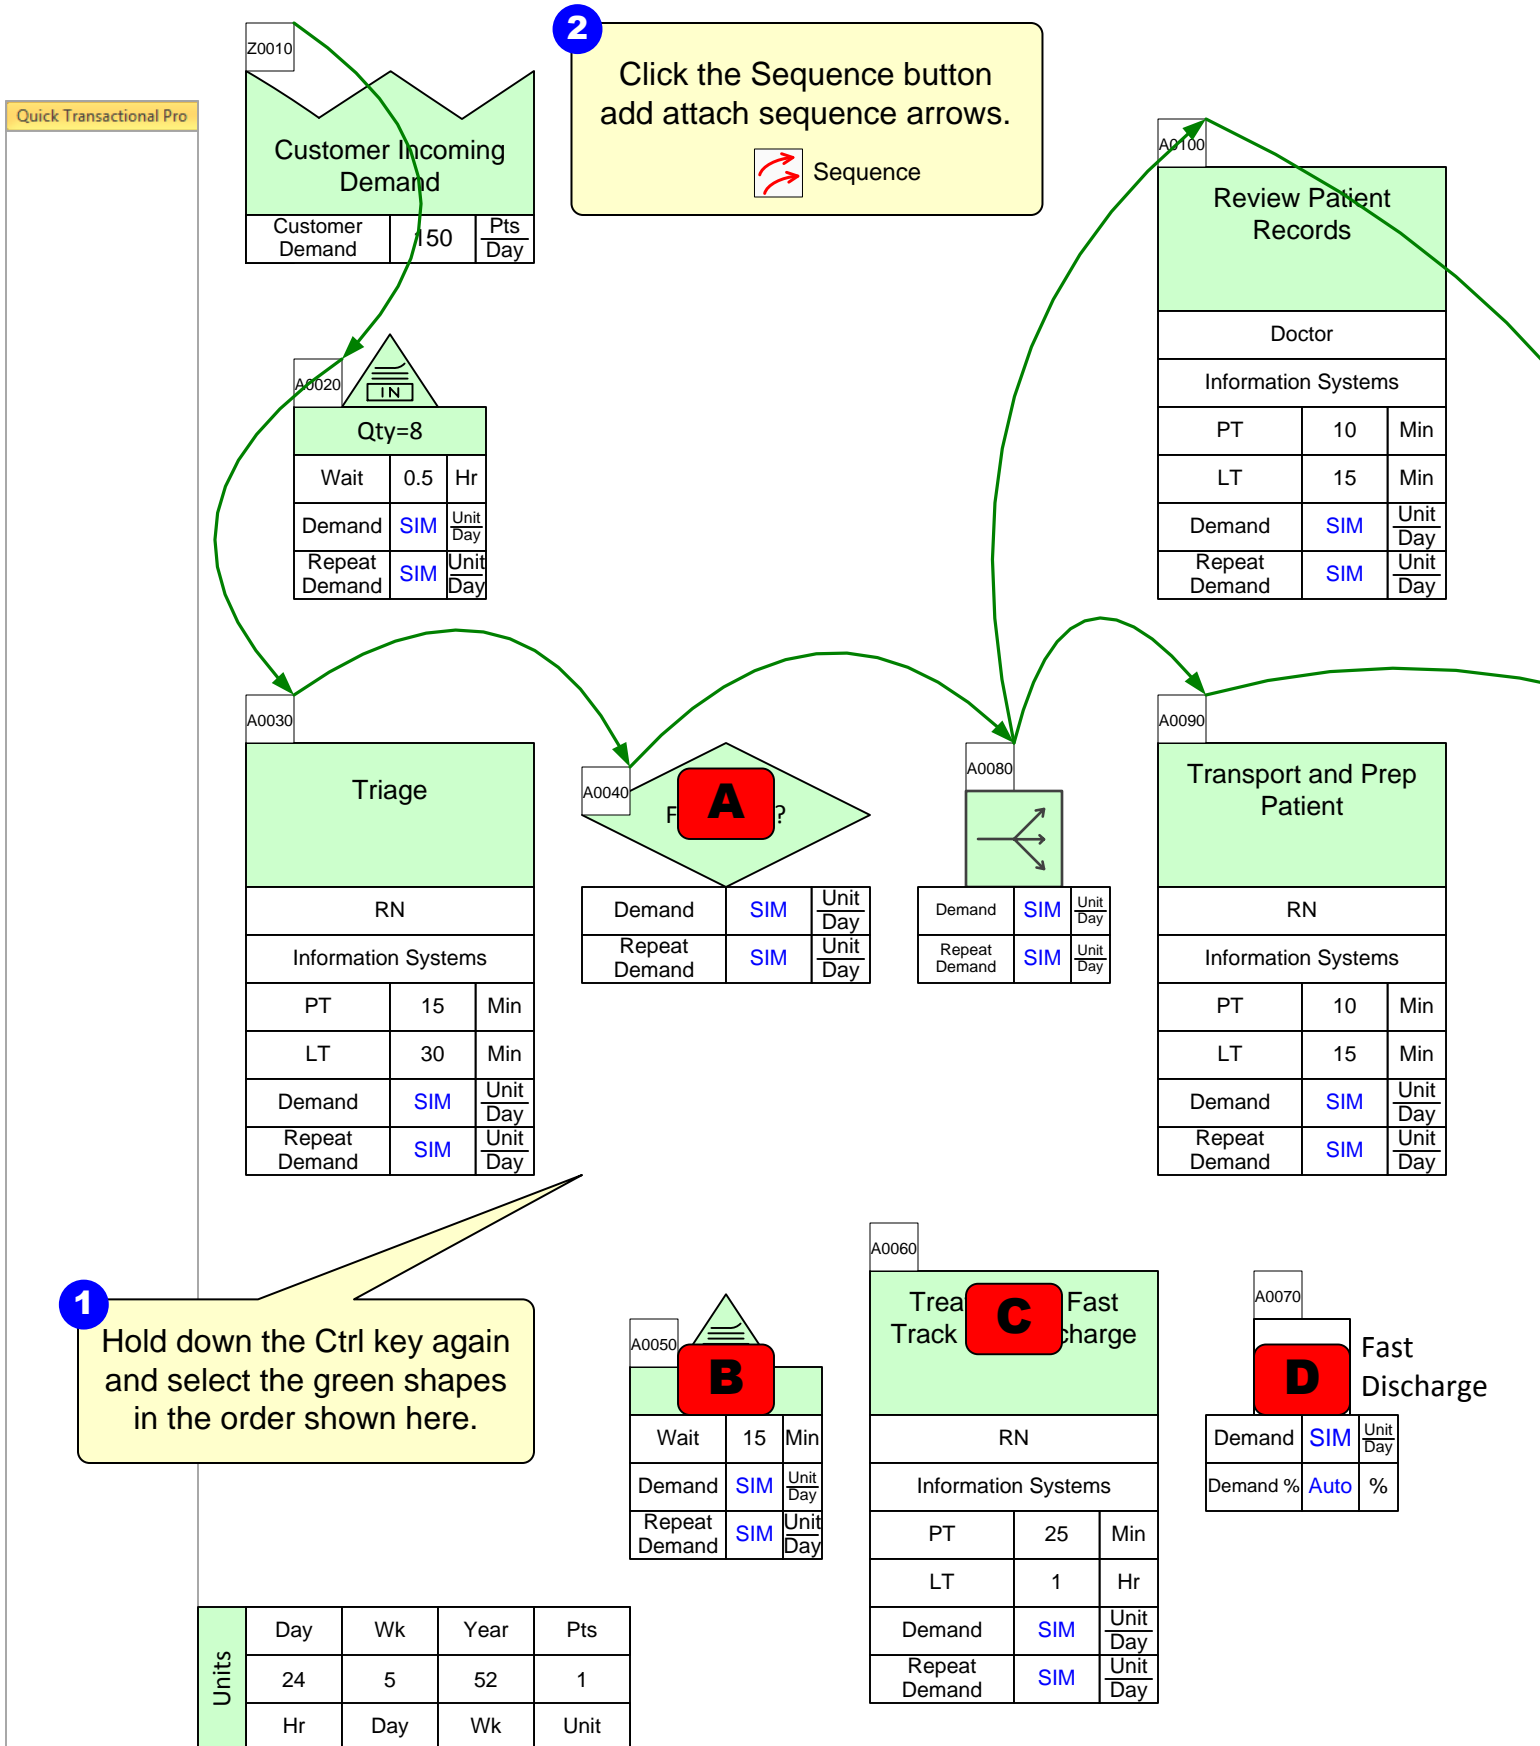 Quick Transactional Pro
Z0010
Customer Incoming
Demand
Customer
Demand
150
Pts
Day
2
Click the Sequence button
add attach sequence arrows.
Sequence
A0100
Review Patient
Records
Doctor
Information Systems
PT 10 Min
LT 15 Min
Demand SIM Unit
Day
Repeat
Demand
SIM Unit
Day
A0020
IN
Qty=8
Wait 0.5 Hr
Demand SIM Unit
Day
Repeat
Demand
SIM Unit
Day
A0030
Triage
RN
Information Systems
PT 15 Min
LT 30 Min
Demand SIM Unit
Day
Repeat
Demand
SIM Unit
Day
A0040
A
?
Demand SIM Unit
Day
Repeat
Demand
SIM Unit
Day
A0080
Demand SIM Unit
Day
Repeat
Demand
SIM Unit
Day
A0090
Transport and Prep
Patient
RN
Information Systems
PT 10 Min
LT 15 Min
Demand SIM Unit
Day
Repeat
Demand
SIM Unit
Day
1
Hold down the Ctrl key again
and select the green shapes
in the order shown here.
A0050
B
Wait 15 Min
Demand SIM Unit
Day
Repeat
Demand
SIM Unit
Day
A0060
C
Fast
Track
RN
Information Systems
PT 25 Min
LT 1 Hr
Demand SIM Unit
Day
Repeat
Demand
SIM Unit
Day
A0070
D
Fast
Discharge
Demand SIM Unit
Day
Demand % Auto %
Units
Day Wk Year Pts
24 5 52 1
Hr Day Wk Unit